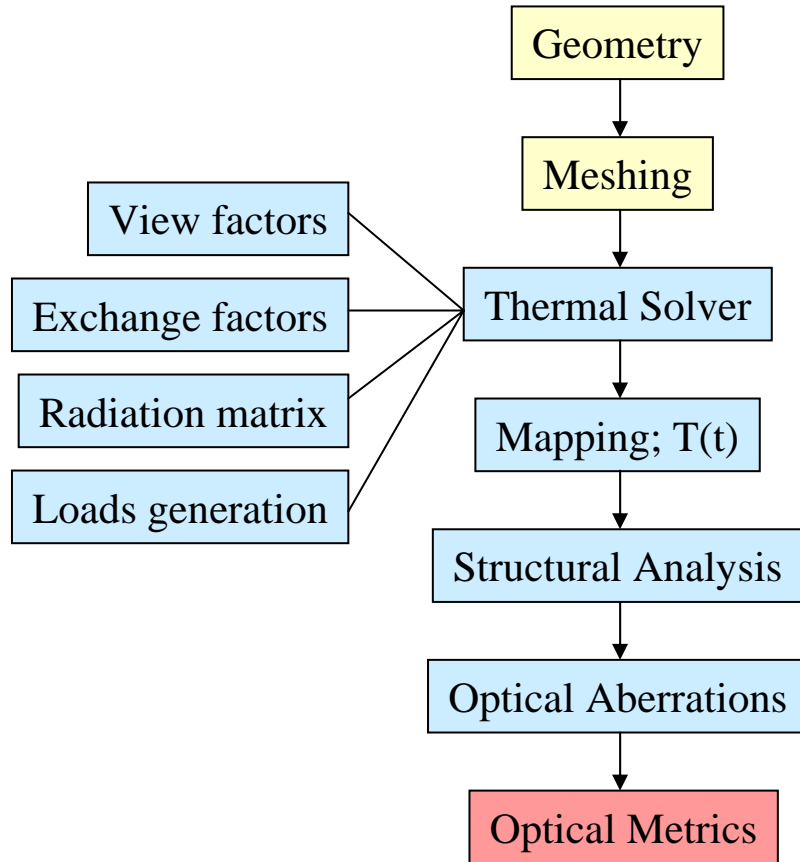 Geometry
Meshing
View factors
Exchange factors
Radiation matrix
Loads generation
Thermal Solver
Mapping; T(t)
Structural Analysis
Optical Aberrations
Optical Metrics